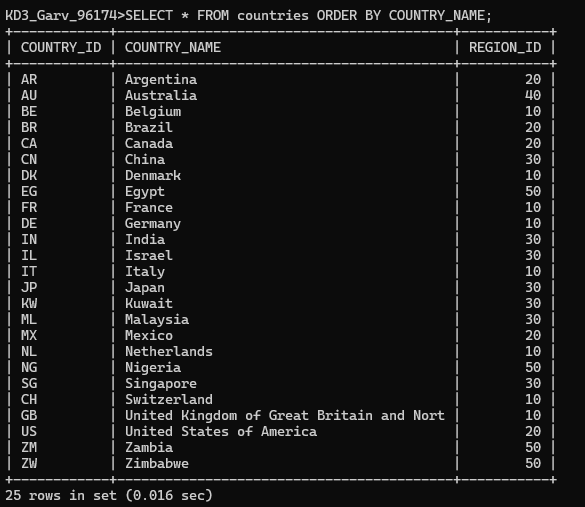 KD3_Garv_96174>SELECT * FROM countries ORDER BY COUNTRY_NAME;
+------------+------------------------------------------+-----------+
| COUNTRY_ID | COUNTRY_NAME                             | REGION_ID |
+------------+------------------------------------------+-----------+
| AR         | Argentina                                |        20 |
| AU         | Australia                                |        40 |
| BE         | Belgium                                  |        10 |
| BR         | Brazil                                   |        20 |
| CA         | Canada                                   |        20 |
| CN         | China                                    |        30 |
| DK         | Denmark                                  |        10 |
| EG         | Egypt                                    |        50 |
| FR         | France                                   |        10 |
| DE         | Germany                                  |        10 |
| IN         | India                                    |        30 |
| IL         | Israel                                   |        30 |
| IT         | Italy                                    |        10 |
| JP         | Japan                                    |        30 |
| KW         | Kuwait                                   |        30 |
| ML         | Malaysia                                 |        30 |
| MX         | Mexico                                   |        20 |
| NL         | Netherlands                              |        10 |
| NG         | Nigeria                                  |        50 |
| SG         | Singapore                                |        30 |
| CH         | Switzerland                              |        10 |
| GB         | United Kingdom of Great Britain and Nort |        10 |
| US         | United States of America                 |        20 |
| ZM         | Zambia                                   |        50 |
| ZW         | Zimbabwe                                 |        50 |
+------------+------------------------------------------+-----------+
25 rows in set (0.016 sec)